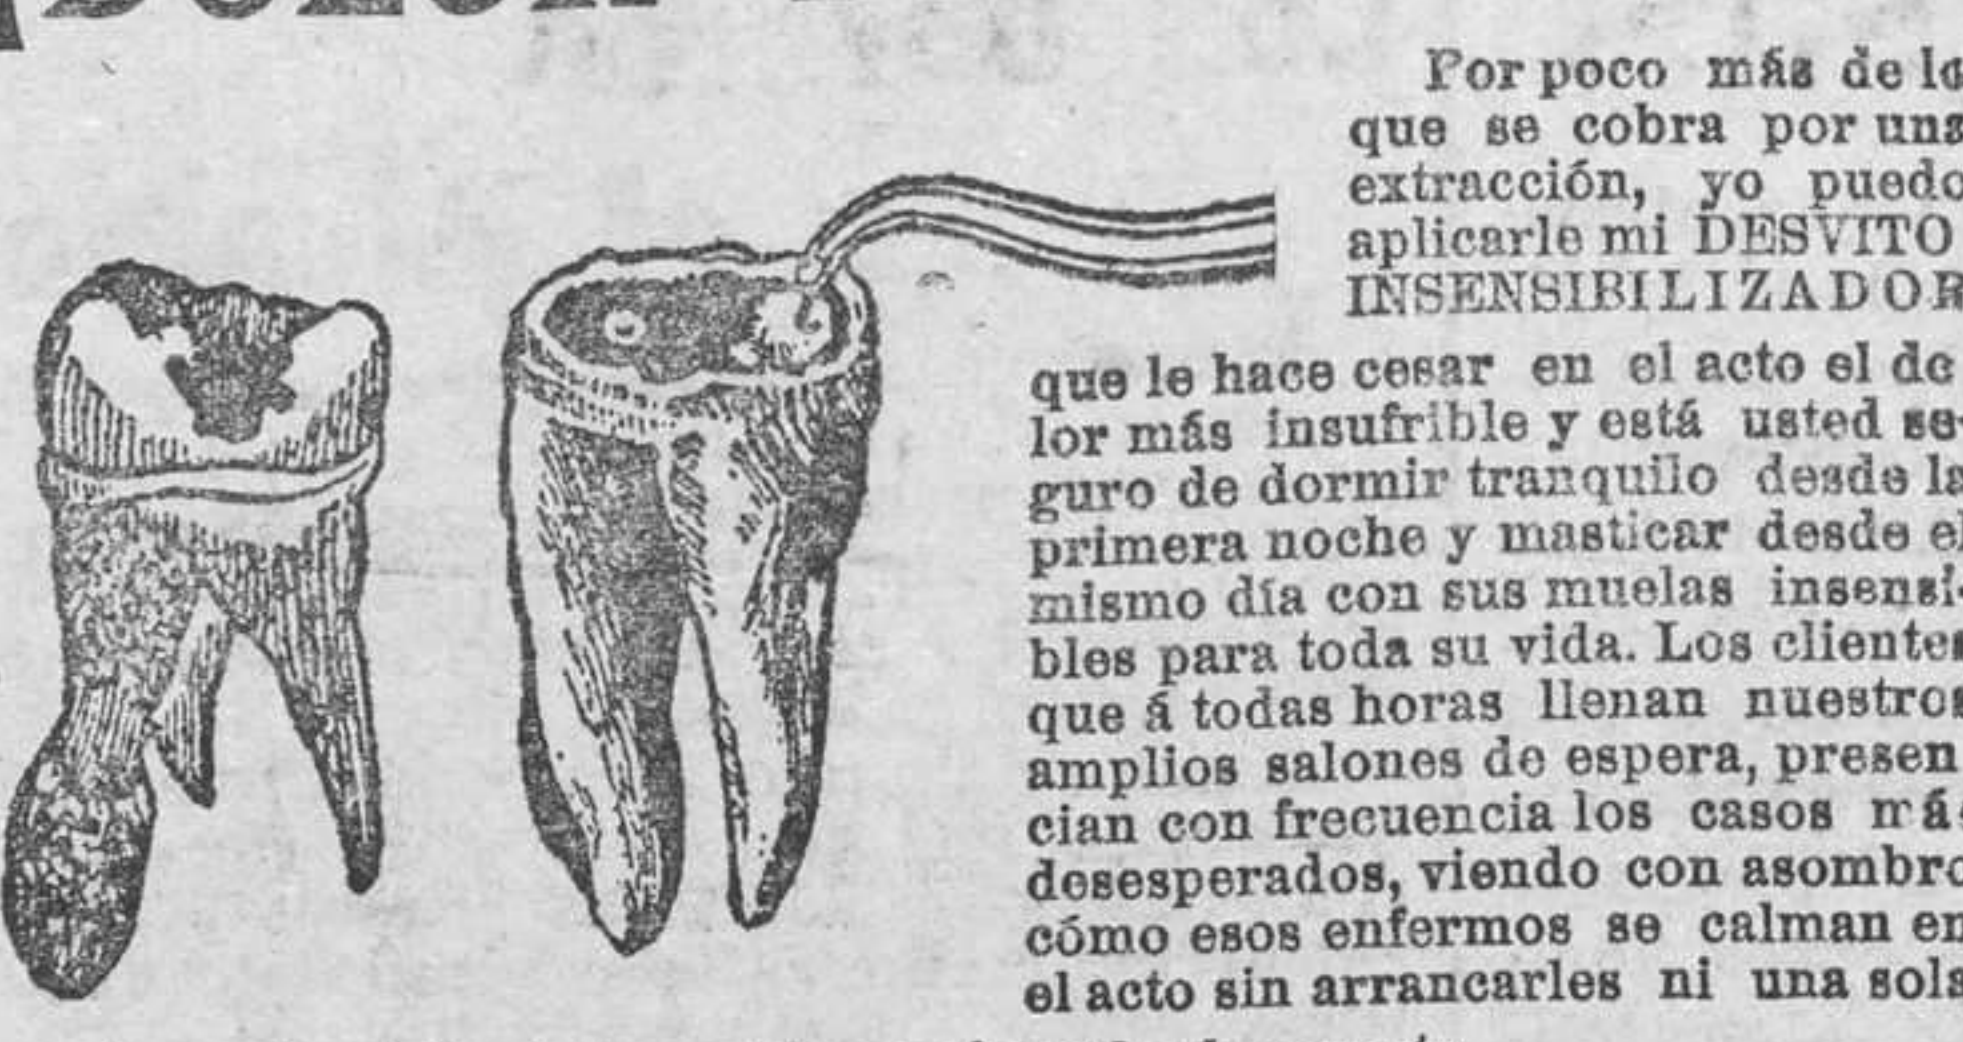 Por poco más de lo
que se cobra por una
extracción, yo puedo
aplicarle mi DESVITO
INSENSIBILIZADOR
que le hace cesar en el acto el do
lor más insufrible y está usted se-
guro de dormir tranquilo desde la
primera noche y masticar desde el
mismo día con sus muelas insensi-
bles para toda su vida. Los clientes
que á todas horas llenan nuestros
amplios salones de espera, presen
cian con frecuencia los casos más
desesperados, viendo con asombro
cómo esos enfermos se calman en
el acto sin arrancarles ni una sola